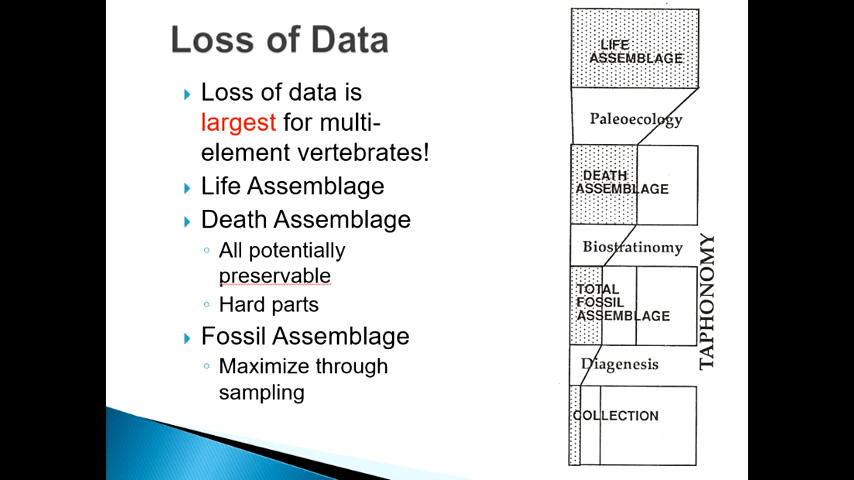 Loss of Data
Loss of data is
largest for multi-
element vertebrates!
Life Assemblage
Death Assemblage
All potentially
preservable
Hard parts
Fossil Assemblage
Maximize through
sampling
LIFE
ASSEMBLAGE
Paleoecology
DEATH
ASSEMBLAGE
Biostratinomy
TOTAL
FOSSIL
ASSEMBLAGE
Diagenesis
COLLECTION
TAPHONOMY